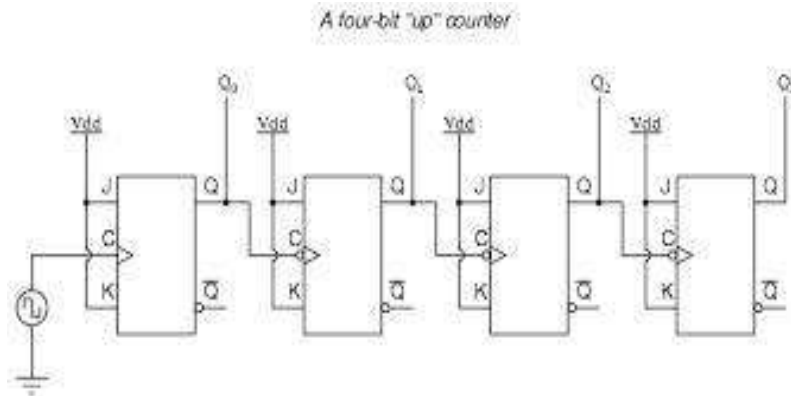 A four-bit "up" counter
Q0 Q1 Q2 Q
Vdd Vdd Vdd Vdd
J Q J Q J Q J Q
C C C C
K Q̅ K Q̅ K Q̅ K Q̅